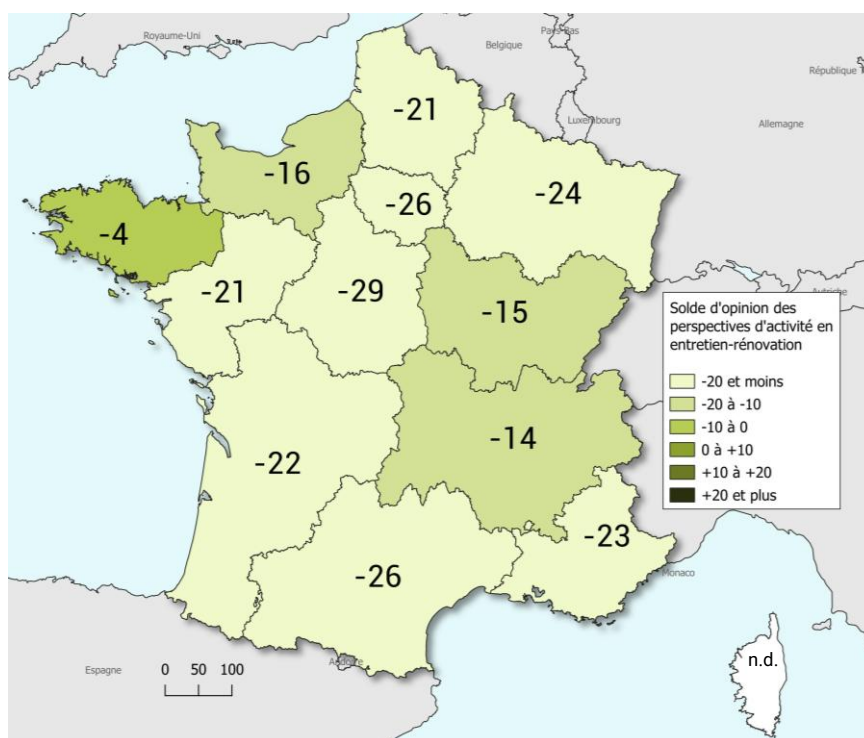 Royaume-Uni
Pays-Bas
Belgique
République
-21
Luxembourg
Allemagne
-16
-24
-26
-4
-21
-29
-15
Autriche
Solde d'opinion des
perspectives d'activité en
entretien-rénovation
-20 et moins
-20 à -10
-10 à 0
0 à +10
+10 à +20
+20 et plus
-14
-22
-23
-26
Monaco
Andorre
Espagne
0 50 100
n.d.